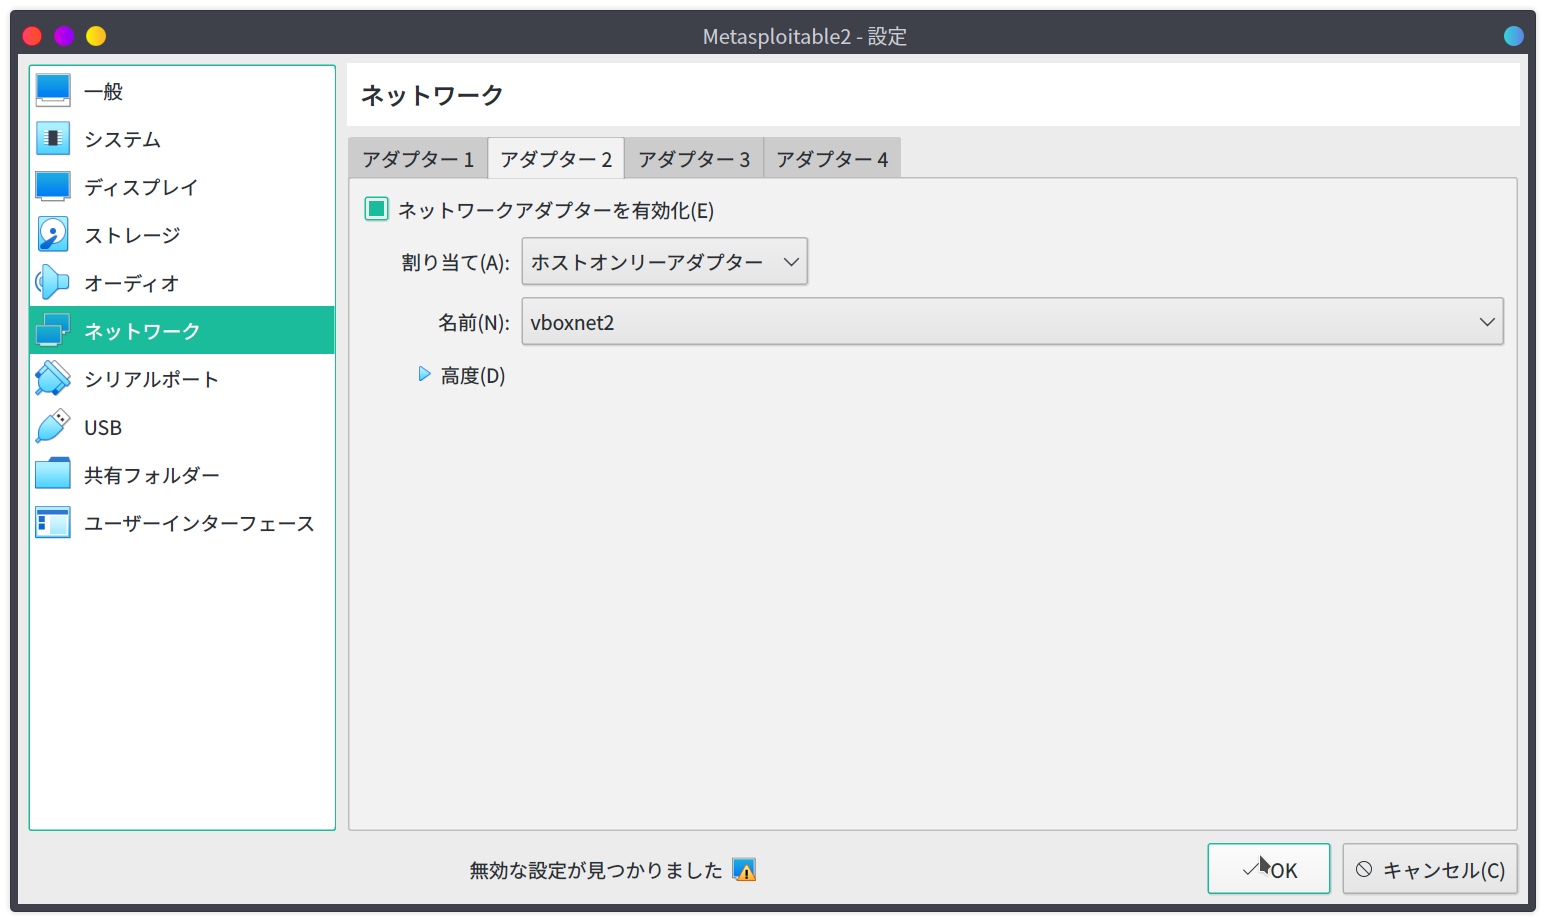 Metasploitable2 - 設定
一般
システム
ディスプレイ
ストレージ
オーディオ
ネットワーク
シリアルポート
USB
共有フォルダー
ユーザーインターフェース
ネットワーク
アダプター 1
アダプター 2
アダプター 3
アダプター 4
ネットワークアダプターを有効化(E)
割り当て(A):
ホストオンリーアダプター
名前(N):
vboxnet2
高度(D)
無効な設定が見つかりました
OK
キャンセル(C)